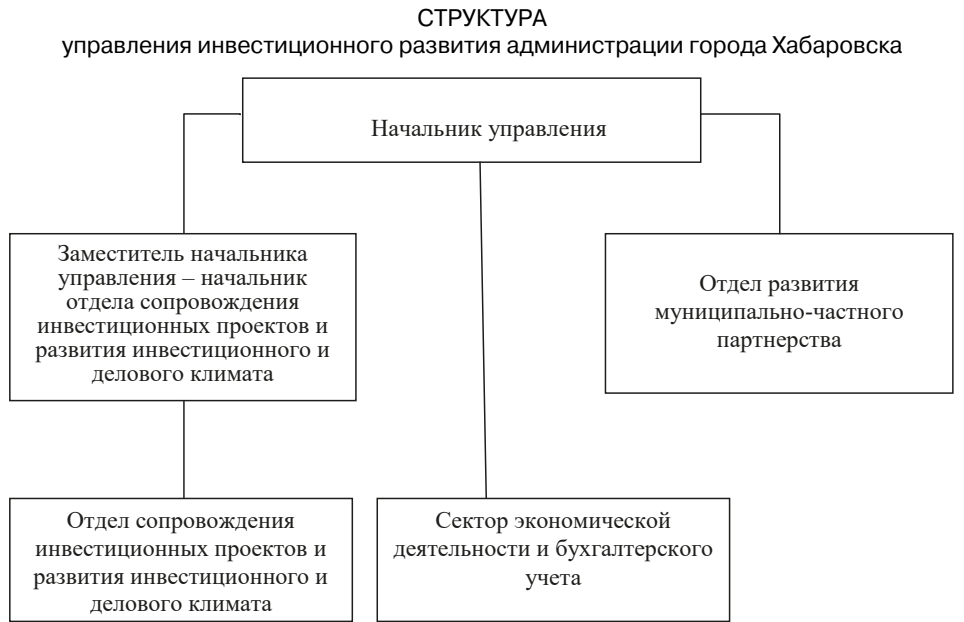 СТРУКТУРА
управления инвестиционного развития администрации города Хабаровска
Начальник управления
Заместитель начальника
управления – начальник
отдела сопровождения
инвестиционных проектов и
развития инвестиционного и
делового климата
Отдел развития
муниципально-частного
партнерства
Отдел сопровождения
инвестиционных проектов и
развития инвестиционного и
делового климата
Сектор экономической
деятельности и бухгалтерского
учета